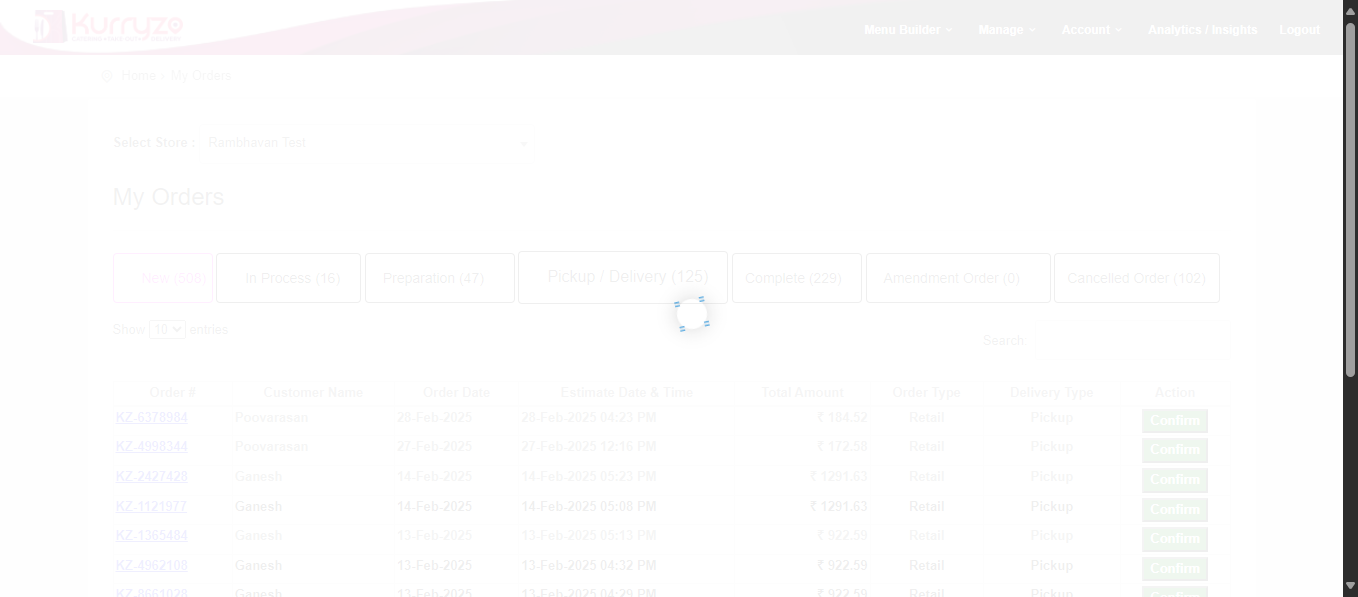 Kurryzo
Menu Builder Manage Account Analytics / Insights Logout
Home > My Orders
Select Store : Rambhavan Test
My Orders
New (506) In Process (16) Preparation (47) Pickup / Delivery (125) Complete (229) Amendment Order (0) Cancelled Order (102)
Show 10 entries
Search
Order # Customer Name Order Date Estimate Date & Time Total Amount Order Type Delivery Type Action
KZ-6378984 Poovarasan 28-Feb-2025 28-Feb-2025 04:23 PM ₹ 184.52 Retail Pickup Confirm
KZ-4998344 Poovarasan 27-Feb-2025 27-Feb-2025 12:16 PM ₹ 172.58 Retail Pickup Confirm
KZ-2427428 Ganesh 14-Feb-2025 14-Feb-2025 05:23 PM ₹ 1291.63 Retail Pickup Confirm
KZ-1121977 Ganesh 14-Feb-2025 14-Feb-2025 05:08 PM ₹ 1291.63 Retail Pickup Confirm
KZ-1365484 Ganesh 13-Feb-2025 13-Feb-2025 05:13 PM ₹ 922.59 Retail Pickup Confirm
KZ-4962108 Ganesh 13-Feb-2025 13-Feb-2025 04:32 PM ₹ 922.59 Retail Pickup Confirm
KZ-8661028 Ganesh 13-Feb-2025 13-Feb-2025 04:29 PM ₹ 922.59 Retail Pickup Confirm